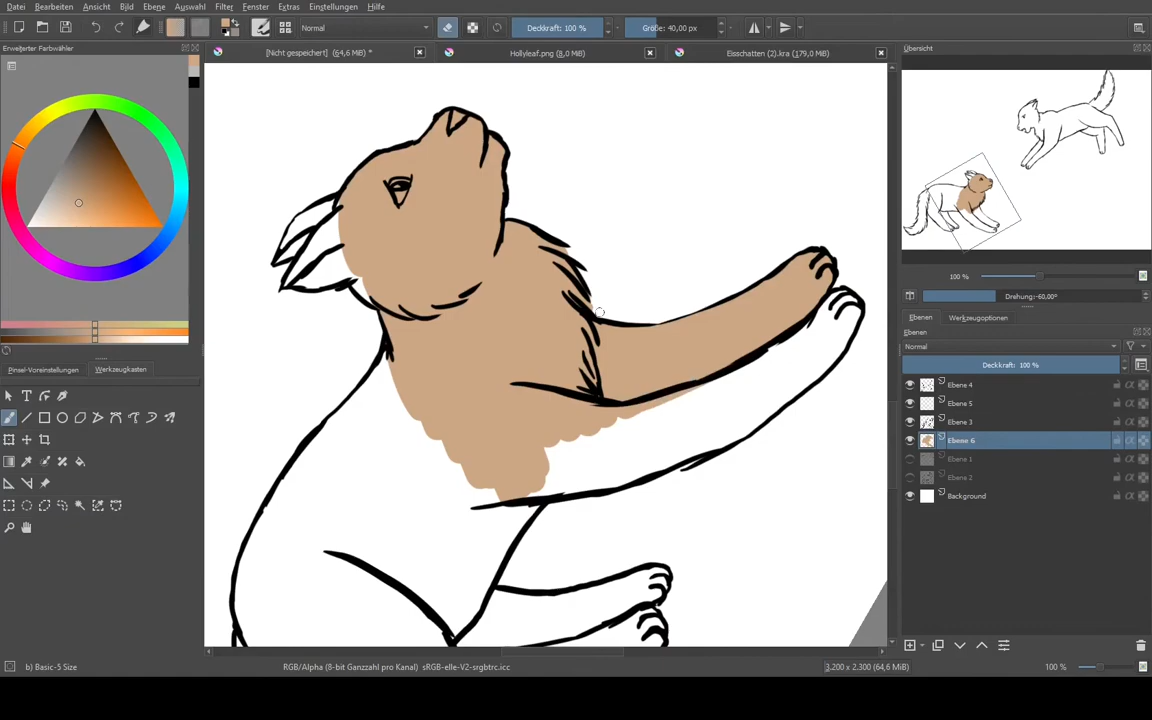 Datei Bearbeiten Ansicht Bild Ebene Auswahl Filter Fenster Extras Einstellungen Hilfe
Normal Deckkraft: 100 % Größe: 40,00 px
Erweiterter Farbwähler
[Nicht gespeichert] (64,6 MiB) *
Hollyleaf.png (8,0 MiB)
Eisschatten (2).kra (179,0 MiB)
Übersicht
100 %
Drehung:-60,00°
Ebenen Werkzeugoptionen
Ebenen
Normal
Deckkraft: 100 %
Ebene 4
Ebene 5
Ebene 3
Ebene 6
Ebene 1
Ebene 2
Background
Pinsel-Voreinstellungen Werkzeugkasten
b) Basic-5 Size
RGB/Alpha (8-bit Ganzzahl pro Kanal) sRGB-elle-V2-srgbtrc.icc
3.200 x 2.300 (64,6 MiB)
100 %